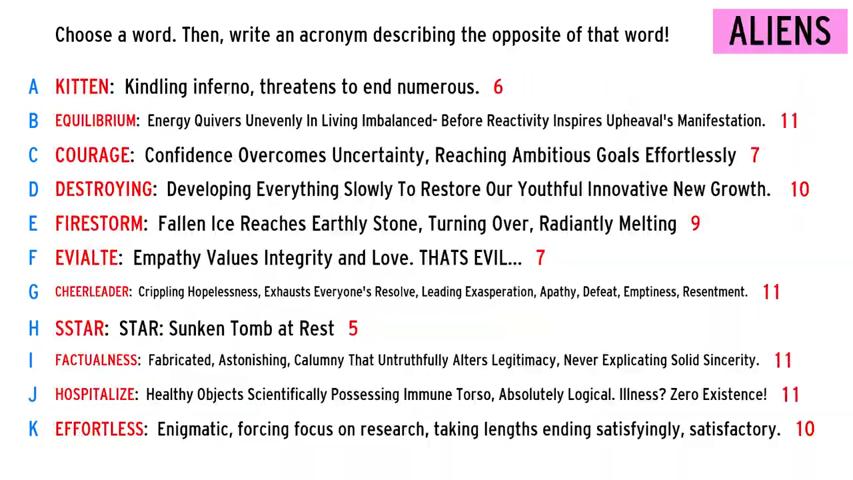 Choose a word. Then, write an acronym describing the opposite of that word!
ALIENS
A KITTEN: Kindling inferno, threatens to end numerous. 6
B EQUILIBRIUM: Energy Quivers Unevenly In Living Imbalanced- Before Reactivity Inspires Upheaval's Manifestation. 11
C COURAGE: Confidence Overcomes Uncertainty, Reaching Ambitious Goals Effortlessly 7
D DESTROYING: Developing Everything Slowly To Restore Our Youthful Innovative New Growth. 10
E FIRESTORM: Fallen Ice Reaches Earthly Stone, Turning Over, Radiantly Melting 9
F EVIALTE: Empathy Values Integrity and Love. THATS EVIL... 7
G CHEERLEADER: Crippling Hopelessness, Exhausts Everyone's Resolve, Leading Exasperation, Apathy, Defeat, Emptiness, Resentment. 11
H SSTAR: STAR: Sunken Tomb at Rest 5
I FACTUALNESS: Fabricated, Astonishing, Calumny That Untruthfully Alters Legitimacy, Never Explicating Solid Sincerity. 11
J HOSPITALIZE: Healthy Objects Scientifically Possessing Immune Torso, Absolutely Logical. Illness? Zero Existence! 11
K EFFORTLESS: Enigmatic, forcing focus on research, taking lengths ending satisfyingly, satisfactory. 10